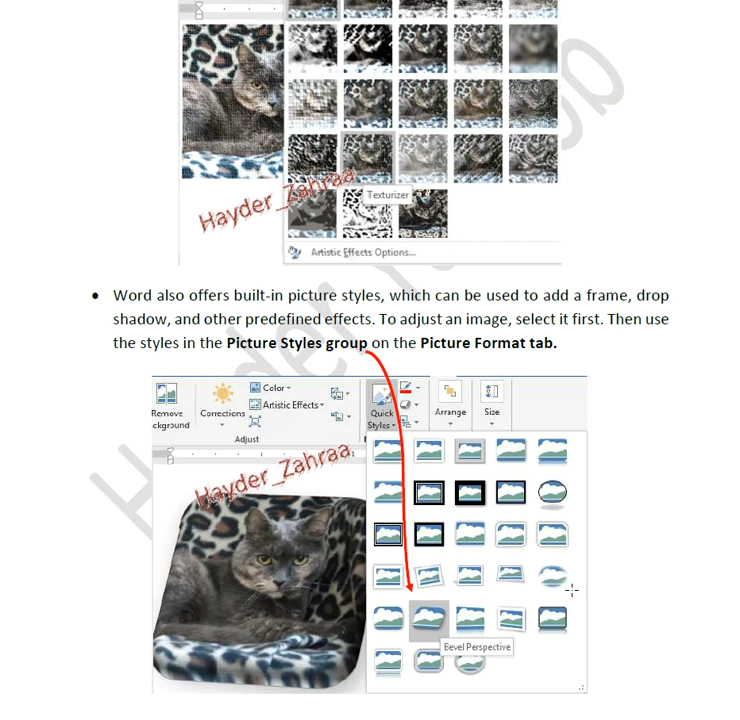 Hayder_Zahraa
Texturizer
Artistic Effects Options...
• Word also offers built-in picture styles, which can be used to add a frame, drop
shadow, and other predefined effects. To adjust an image, select it first. Then use
the styles in the Picture Styles group on the Picture Format tab.
Remove
ckground
Corrections
Color
Artistic Effects
Adjust
Quick
Styles
Arrange
Size
1
Hayder_Zahraa
Bevel Perspective